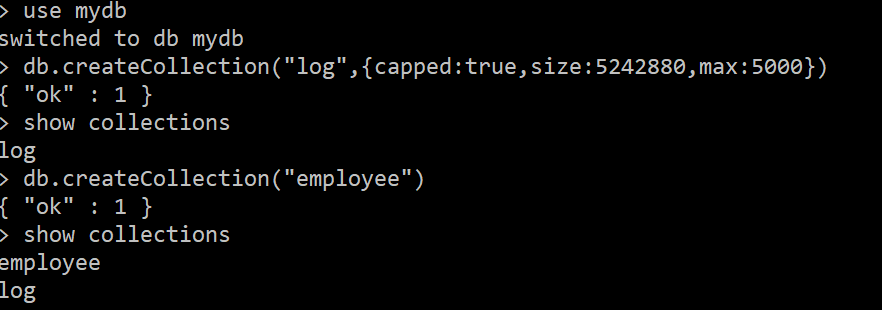 > use mydb
switched to db mydb
> db.createCollection("log",{capped:true,size:5242880,max:5000})
{ "ok" : 1 }
> show collections
log
> db.createCollection("employee")
{ "ok" : 1 }
> show collections
employee
log